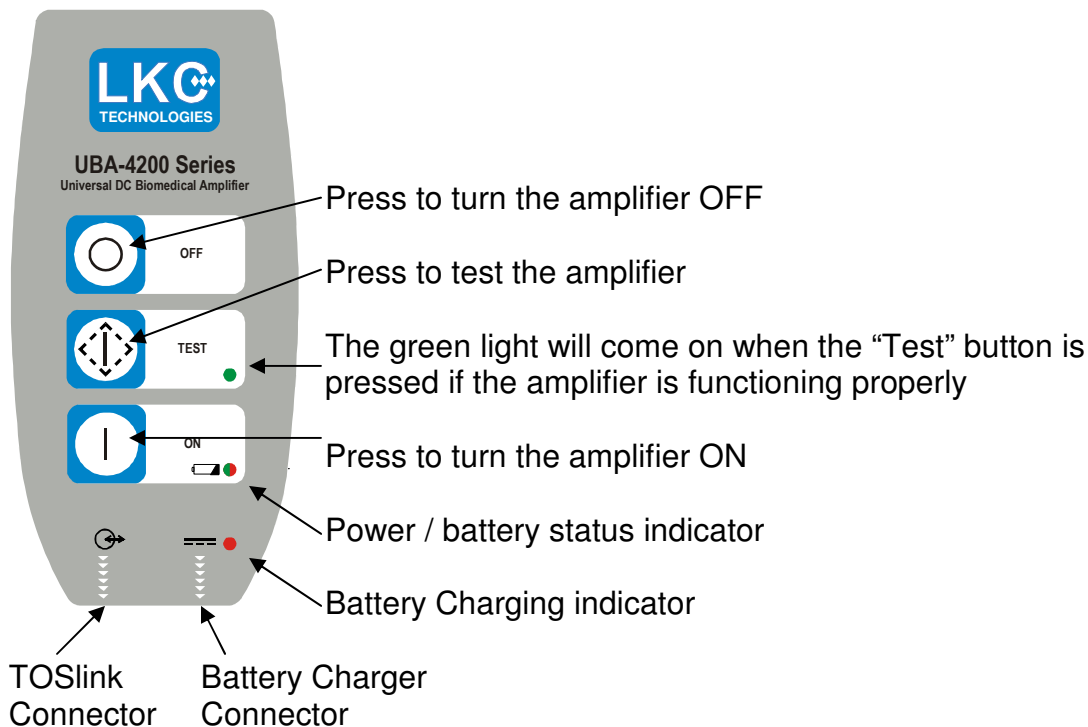 LKC
TECHNOLOGIES
UBA-4200 Series
Universal DC Biomedical Amplifier
Press to turn the amplifier OFF
OFF
Press to test the amplifier
TEST
The green light will come on when the “Test” button is
pressed if the amplifier is functioning properly
ON
Press to turn the amplifier ON
Power / battery status indicator
Battery Charging indicator
TOSlink
Connector
Battery Charger
Connector